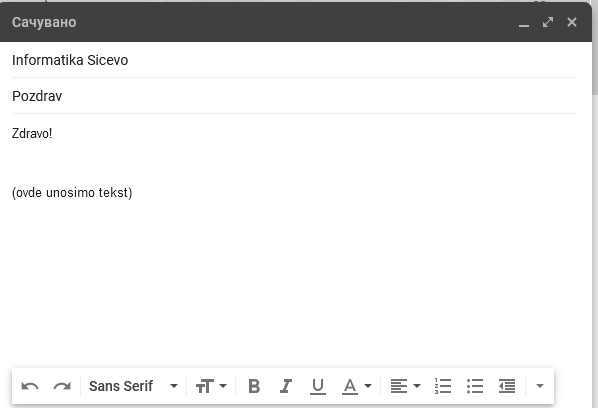 Сачувано
Informatika Sicevo
Pozdrav
Zdravo!
(ovde unosimo tekst)
Sans Serif